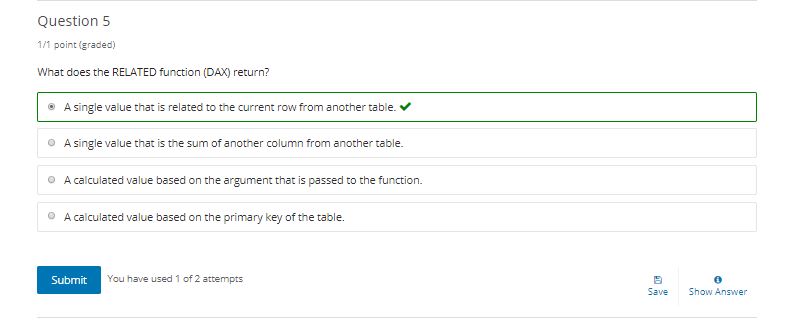 Question 5
1/1 point (graded)
What does the RELATED function (DAX) return?
A single value that is related to the current row from another table.
A single value that is the sum of another column from another table.
A calculated value based on the argument that is passed to the function.
A calculated value based on the primary key of the table.
Submit You have used 1 of 2 attempts
Save Show Answer